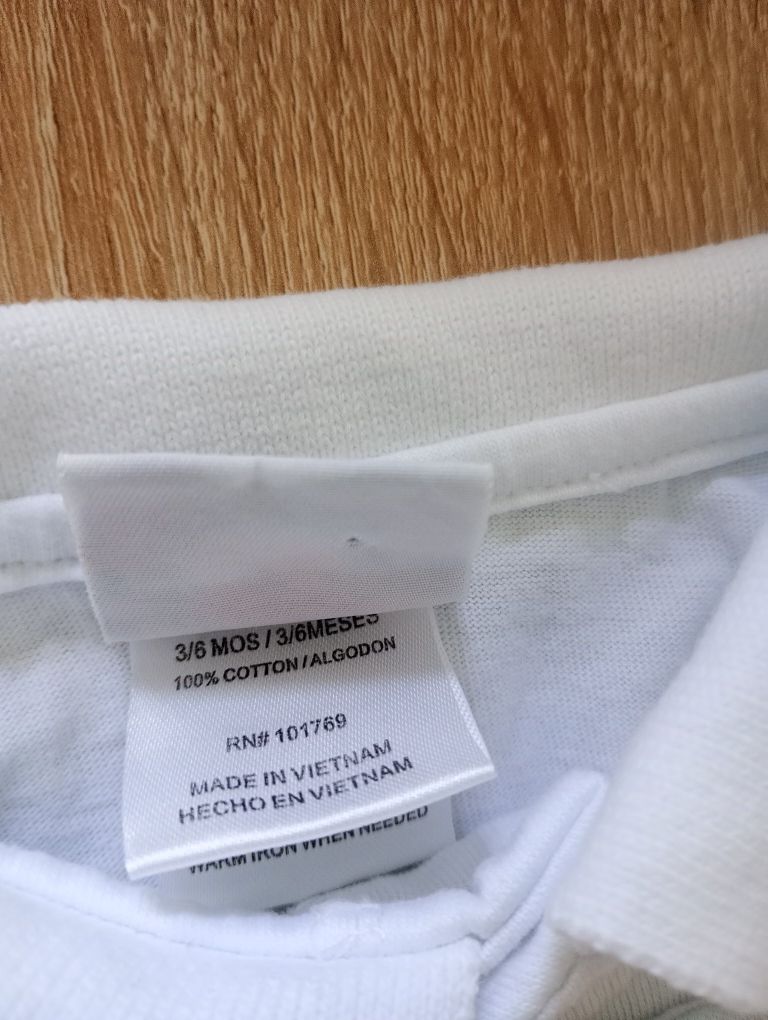 3/6 MOS / 3/6MESES
100% COTTON / ALGODON
RN# 101769
MADE IN VIETNAM
HECHO EN VIETNAM
WARM IRON WHEN NEEDED